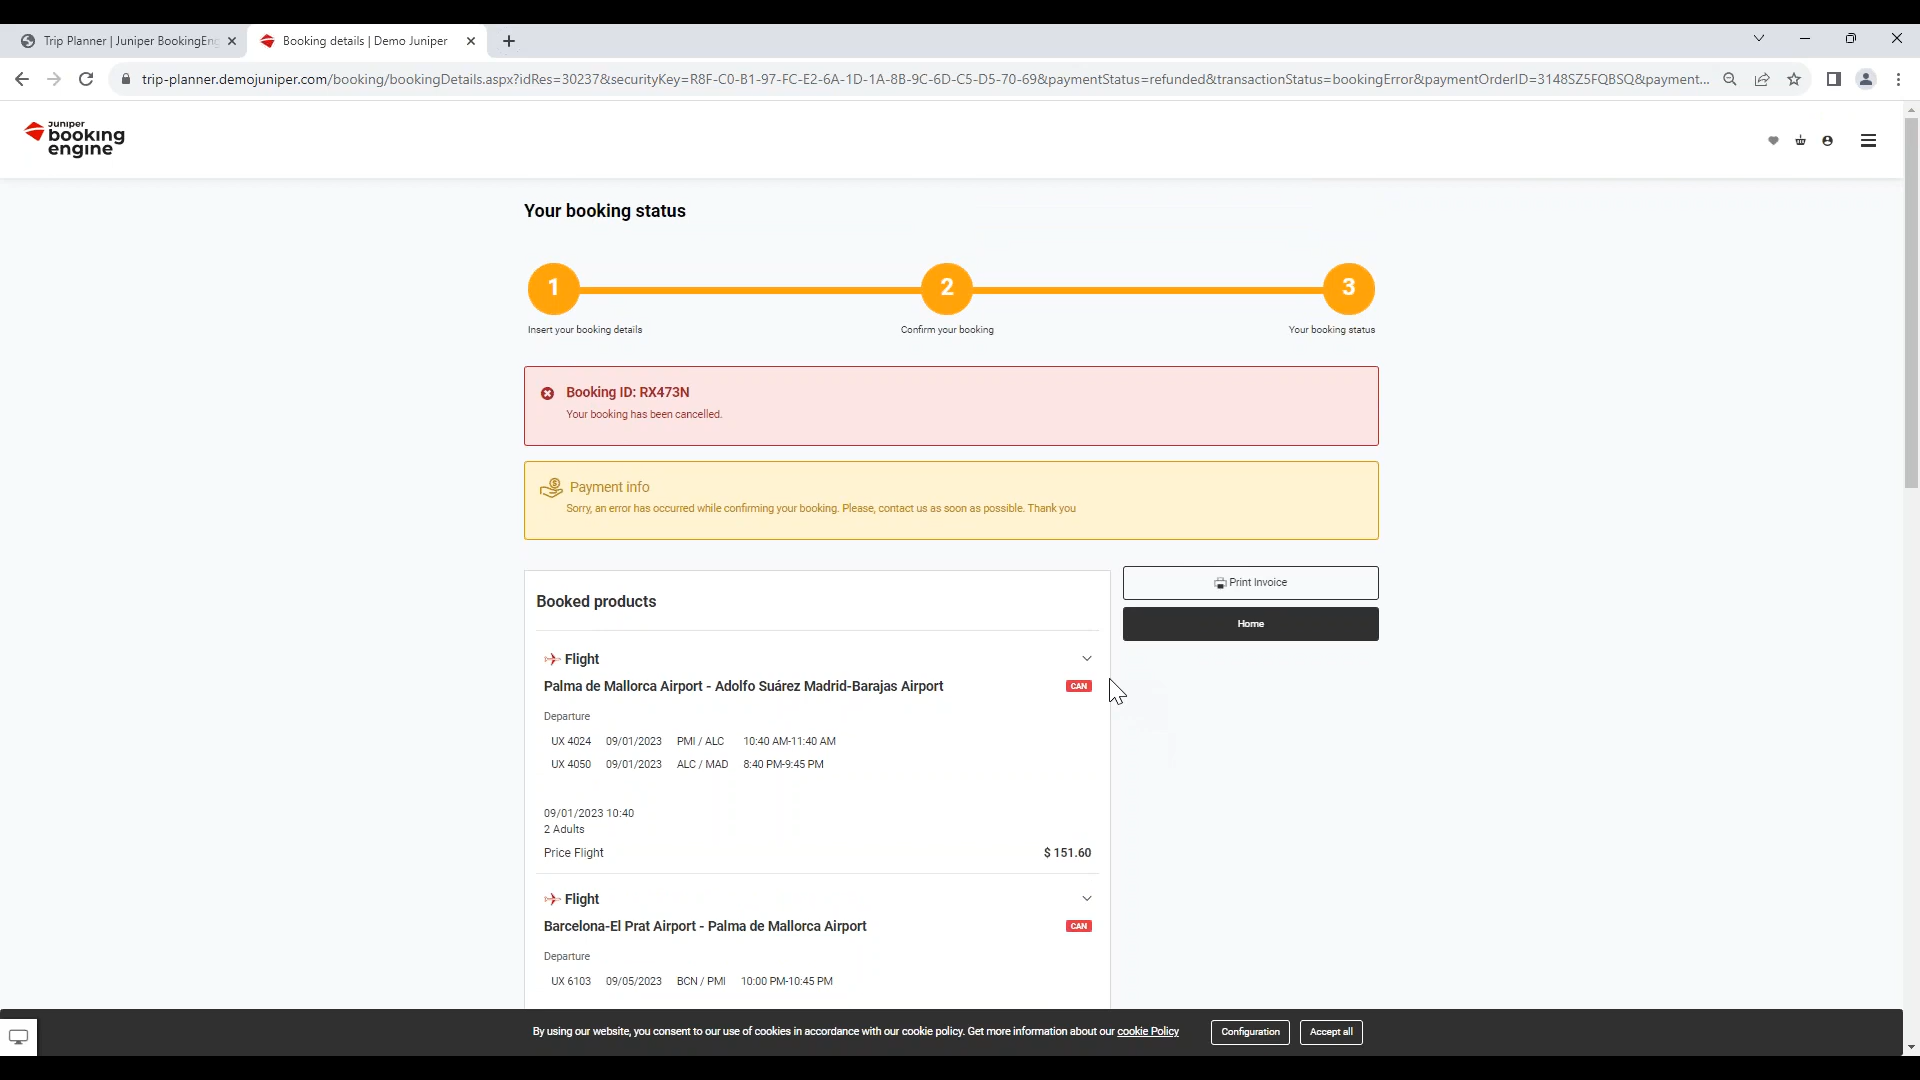 Trip Planner | Juniper BookingEng
Booking details | Demo Juniper
trip-planner.demojuniper.com/booking/bookingDetails.aspx?idRes=30237&securityKey=R8F-C0-B1-97-FC-E2-6A-1D-1A-8B-9C-6D-C5-D5-70-69&paymentStatus=refunded&transactionStatus=bookingError&paymentOrderID=3148SZ5FQBSQ&payment...
juniper
booking
engine
Your booking status
1 2 3
Insert your booking details Confirm your booking Your booking status
Booking ID: RX473N
Your booking has been cancelled.
Payment info
Sorry, an error has occurred while confirming your booking. Please, contact us as soon as possible. Thank you
Booked products
Print Invoice
Home
Flight
Palma de Mallorca Airport - Adolfo Suárez Madrid-Barajas Airport CAN
Departure
UX 4024 09/01/2023 PMI / ALC 10:40 AM-11:40 AM
UX 4050 09/01/2023 ALC / MAD 8:40 PM-9:45 PM
09/01/2023 10:40
2 Adults
Price Flight $ 151.60
Flight
Barcelona-El Prat Airport - Palma de Mallorca Airport CAN
Departure
UX 6103 09/05/2023 BCN / PMI 10:00 PM-10:45 PM
By using our website, you consent to our use of cookies in accordance with our cookie policy. Get more information about our cookie Policy Configuration Accept all